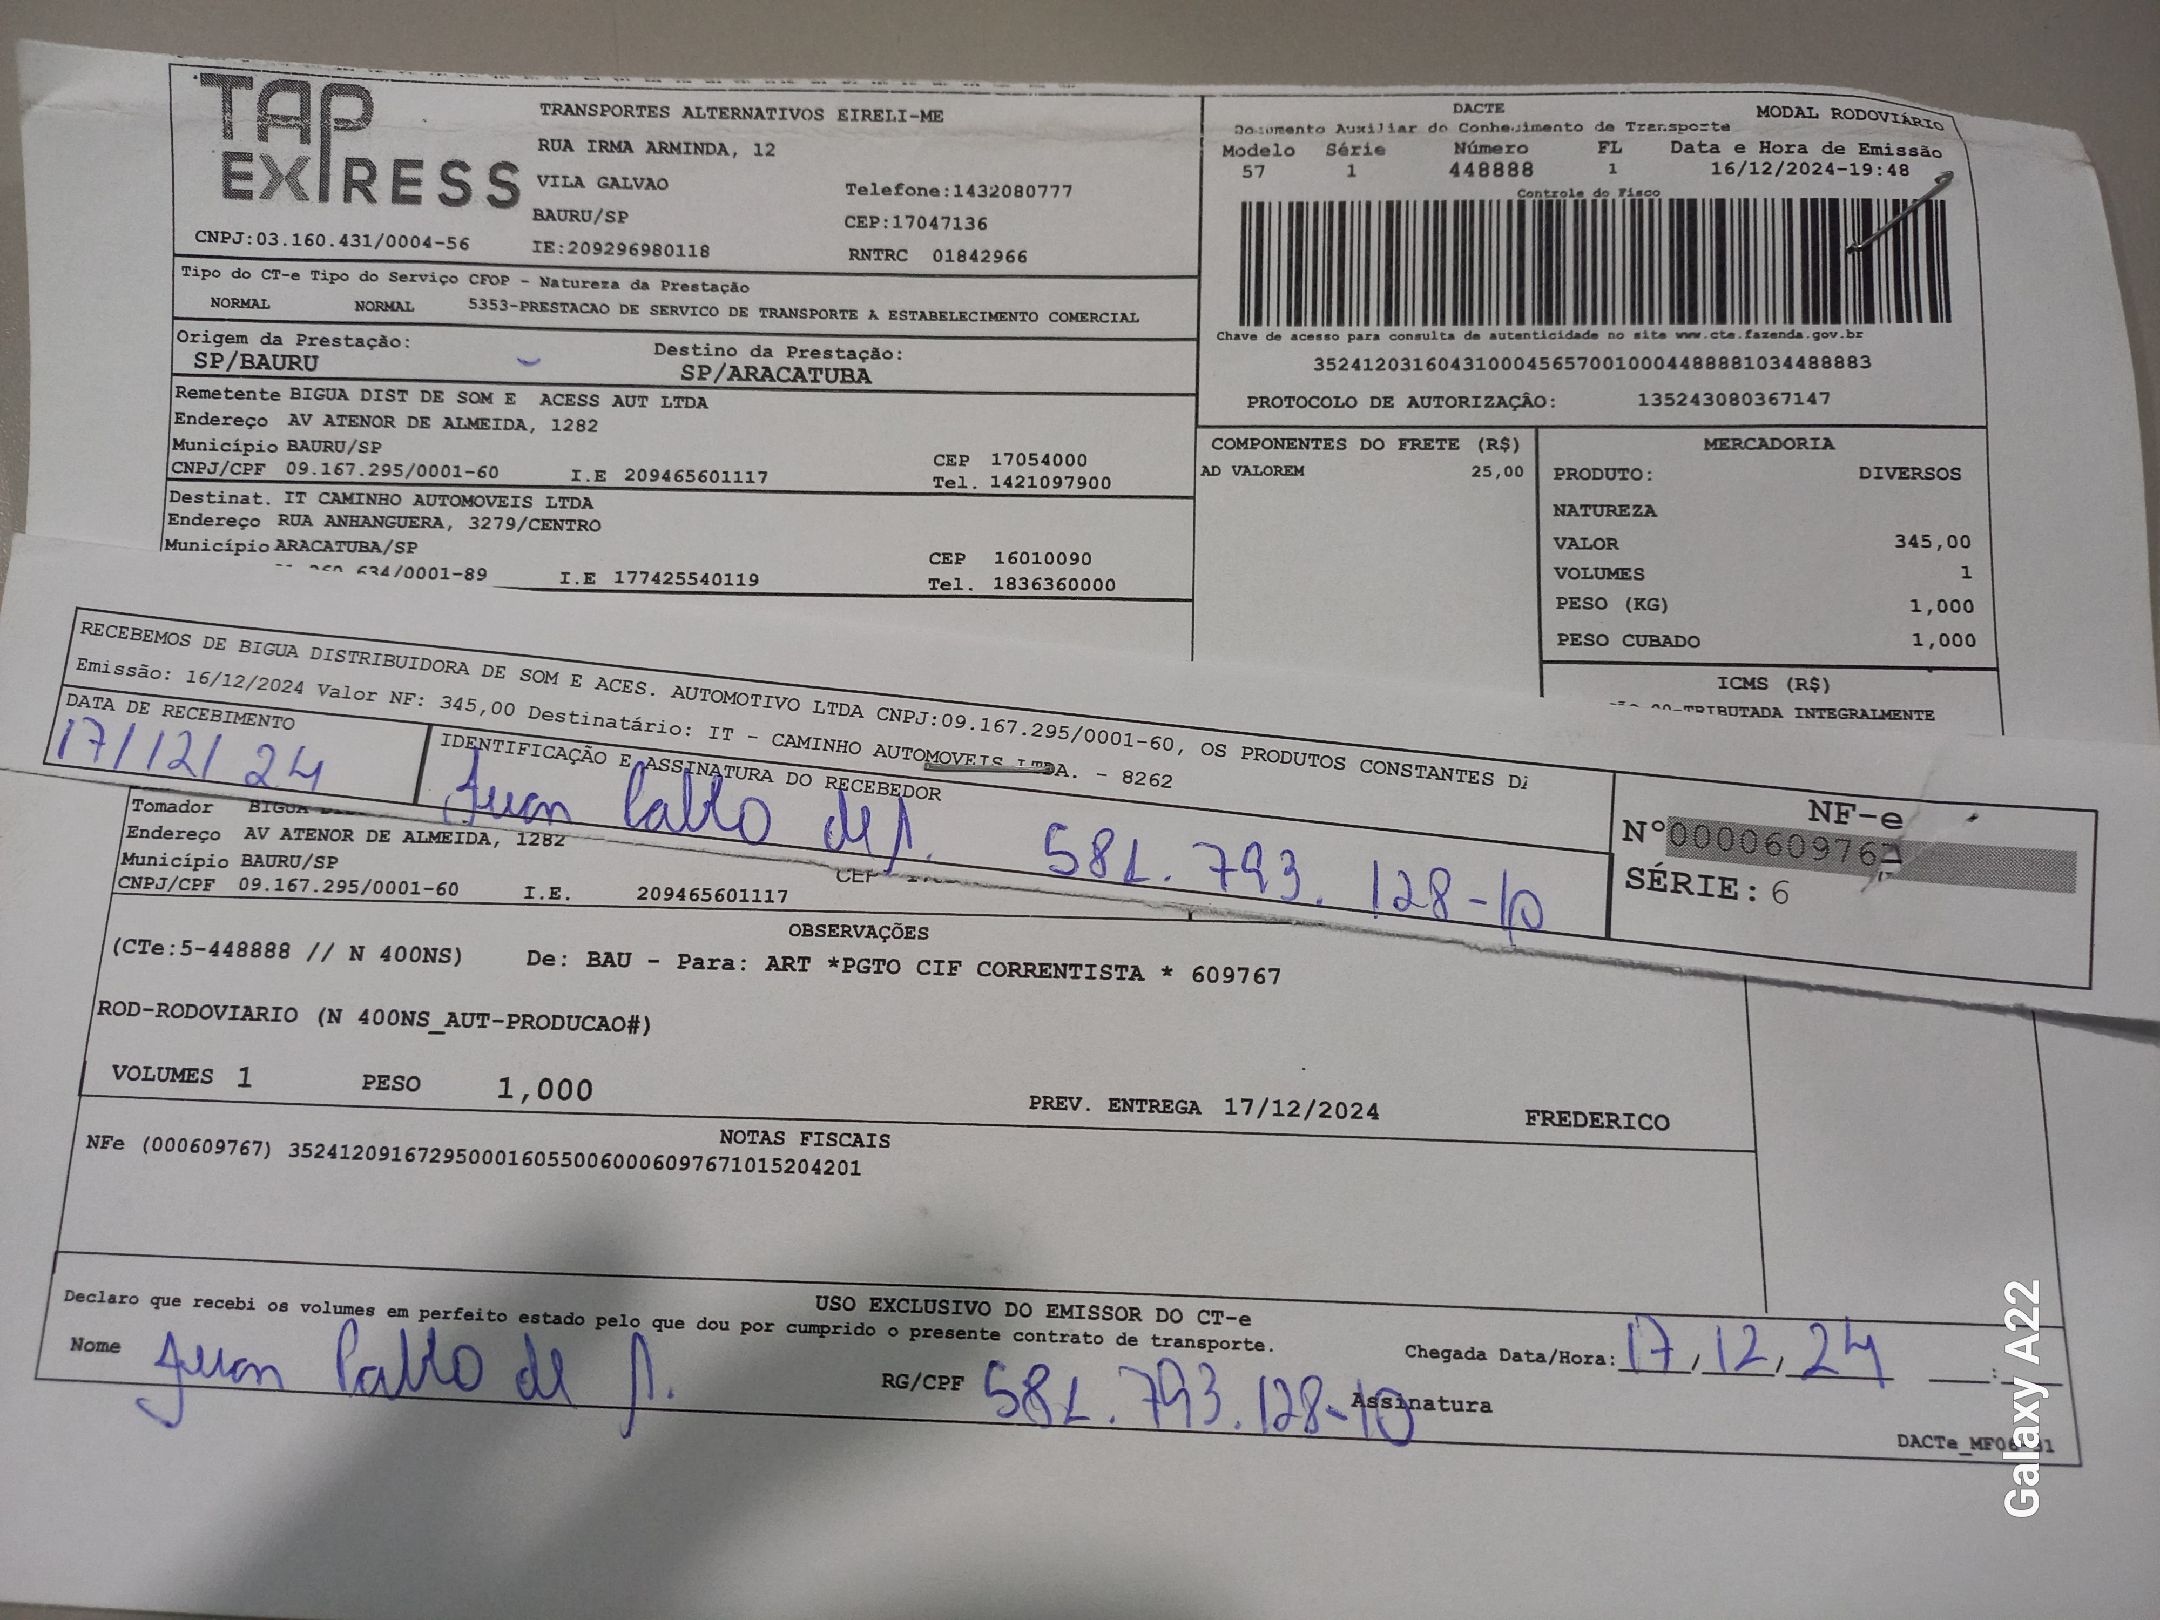 TAP
EXPRESS
CNPJ:03.160.431/0004-56
TRANSPORTES ALTERNATIVOS EIRELI-ME
RUA IRMA ARMINDA, 12
VILA GALVAO
Telefone:1432080777
BAURU/SP
CEP:17047136
IE:209296980118
RNTRC 01842966
DACTE
MODAL RODOVIÁRIO
Documento Auxiliar do Conhecimento de Transporte
Modelo Série Número FL Data e Hora de Emissão
57 1 448888 1 16/12/2024-19:48
Controle do Fisco
Chave de acesso para consulta de autenticidade no site www.cte.fazenda.gov.br
35241203160431000456570010004488881034488883
PROTOCOLO DE AUTORIZAÇÂO: 135243080367147
Tipo do CT-e Tipo do Serviço CFOP - Natureza da Prestação
NORMAL NORMAL 5353-PRESTACAO DE SERVICO DE TRANSPORTE A ESTABELECIMENTO COMERCIAL
Origem da Prestação: Destino da Prestação:
SP/BAURU SP/ARACATUBA
Remetente BIGUA DIST DE SOM E ACESS AUT LTDA
Endereço AV ATENOR DE ALMEIDA, 1282
Município BAURU/SP CEP 17054000
CNPJ/CPF 09.167.295/0001-60 I.E 209465601117 Tel. 1421097900
Destinat. IT CAMINHO AUTOMOVEIS LTDA
Endereço RUA ANHANGUERA, 3279/CENTRO
Município ARACATUBA/SP CEP 16010090
634/0001-89 I.E 177425540119 Tel. 1836360000
COMPONENTES DO FRETE (R$)
AD VALOREM 25,00
MERCADORIA
PRODUTO: DIVERSOS
NATUREZA
VALOR 345,00
VOLUMES 1
PESO (KG) 1,000
PESO CUBADO 1,000
ICMS (R$)
TRIBUTADA INTEGRALMENTE
RECEBEMOS DE BIGUA DISTRIBUIDORA DE SOM E ACES. AUTOMOTIVO LTDA CNPJ:09.167.295/0001-60, OS PRODUTOS CONSTANTES
Emissão: 16/12/2024 Valor NF: 345,00 Destinatário: IT - CAMINHO AUTOMOVEIS LTDA. - 8262
DATA DE RECEBIMENTO
17/12/24
IDENTIFICAÇÃO E ASSINATURA DO RECEBEDOR
Juan Pablo de 581.793.128-10
NF-e
N°0000609767
SÉRIE: 6
Tomador BIGUA
Endereço AV ATENOR DE ALMEIDA, 1282
Município BAURU/SP
CEP
CNPJ/CPF 09.167.295/0001-60 I.E. 209465601117
OBSERVAÇÕES
(CTe:5-448888 // N 400NS) De: BAU - Para: ART *PGTO CIF CORRENTISTA * 609767
ROD-RODOVIARIO (N 400NS_AUT-PRODUCAO#)
VOLUMES 1 PESO 1,000 PREV. ENTREGA 17/12/2024 FREDERICO
NOTAS FISCAIS
NFe (000609767) 35241209167295000160550060006097671015204201
USO EXCLUSIVO DO EMISSOR DO CT-e
Declaro que recebi os volumes em perfeito estado pelo que dou por cumprido o presente contrato de transporte.
Nome Juan Pablo de RG/CPF 581.793.128-10 Assinatura
Chegada Data/Hora: 17, 12, 24
Galaxy A22